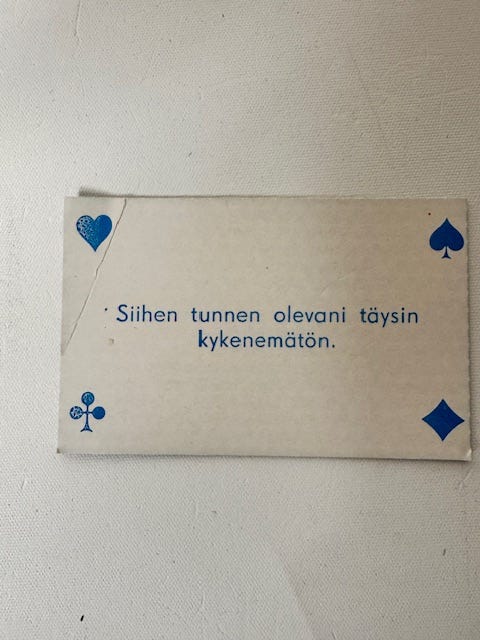 Siihen tunnen olevani täysin
kykenemätön.